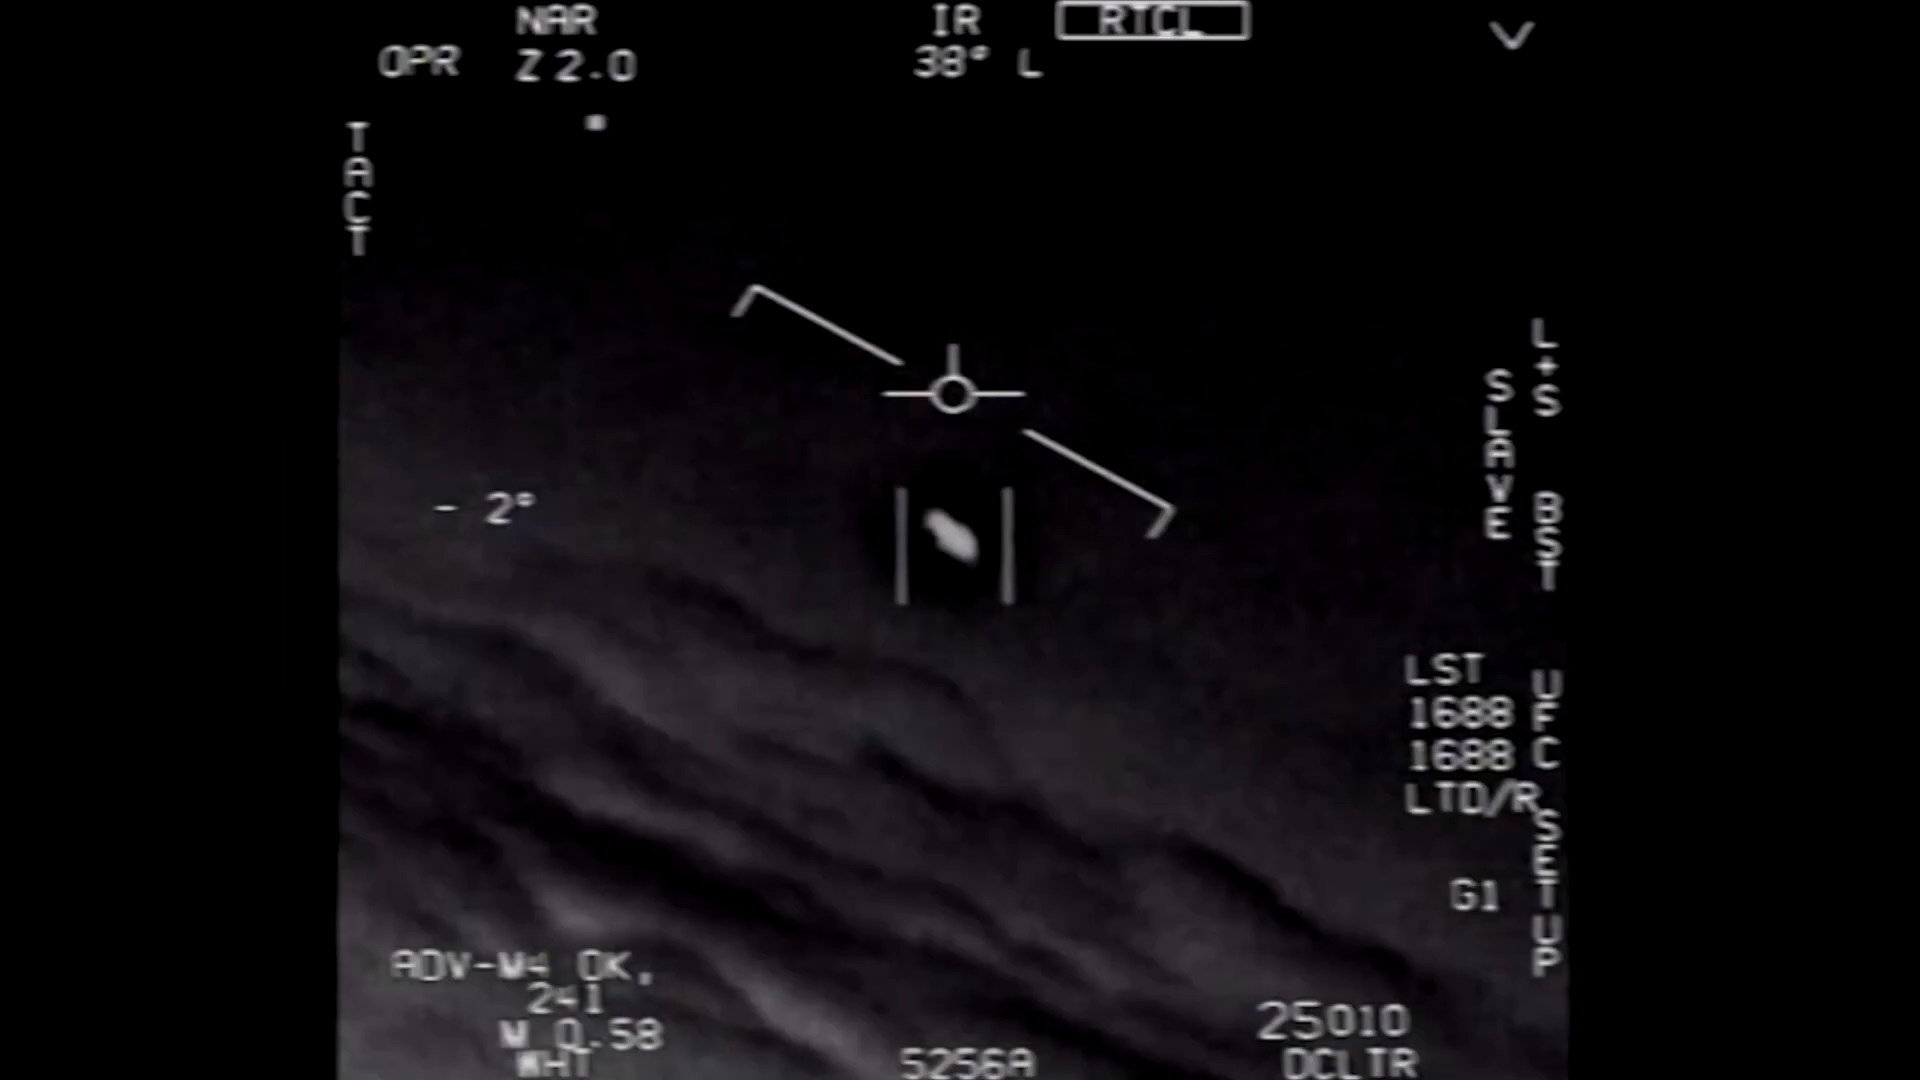 NAR
IR
RTCL
OPR
Z 2.0
38° L
TACT
L+S
SLAVE
- 2°
BST
LST
1688
1688
LTD/R
UFC
SETUP
G1
ADV-M4 OK,
241
M 0.58
WHT
25010
5256A
DCLTR